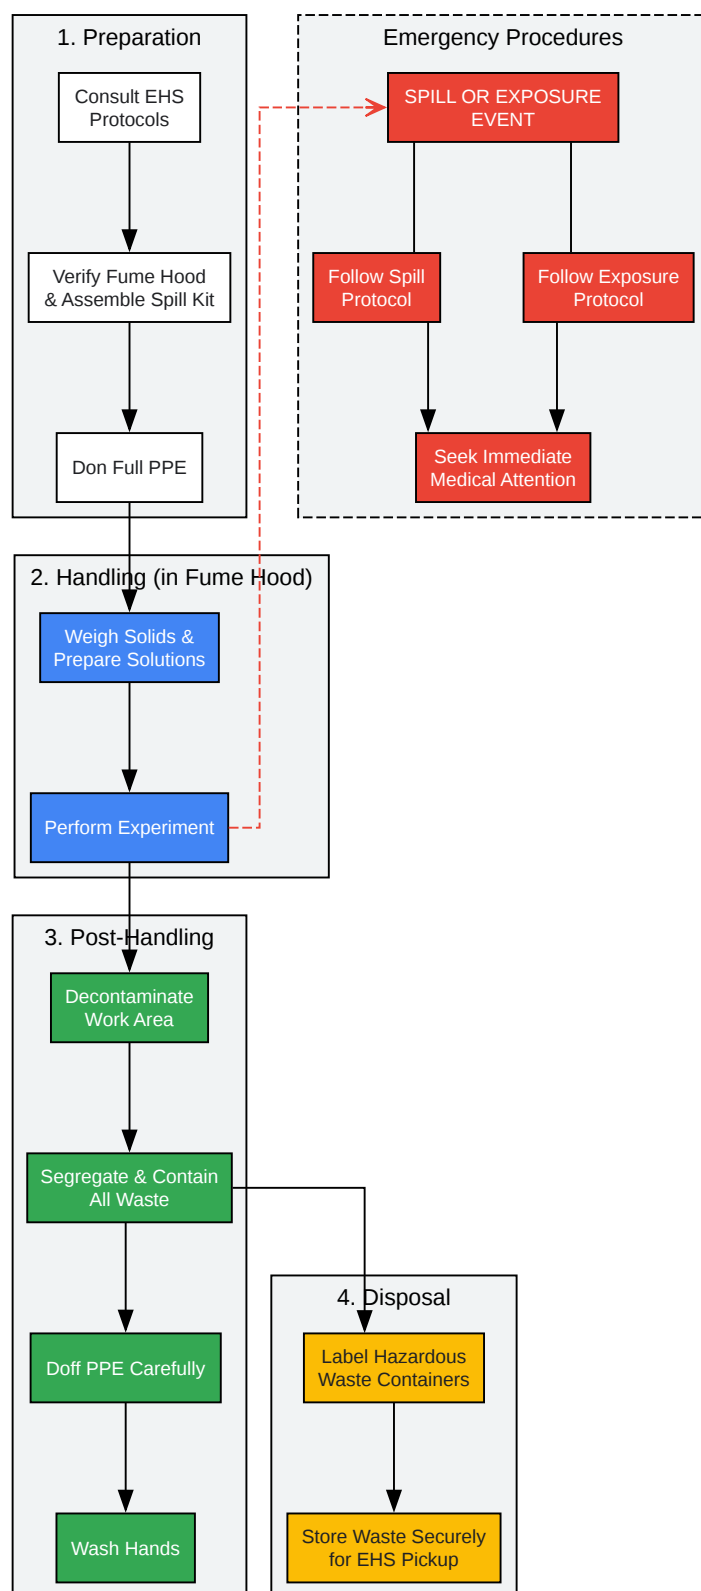 1. Preparation
Consult EHS
Protocols
Verify Fume Hood
& Assemble Spill Kit
Don Full PPE
Emergency Procedures
SPILL OR EXPOSURE
EVENT
Follow Spill
Protocol
Follow Exposure
Protocol
Seek Immediate
Medical Attention
2. Handling (in Fume Hood)
Weigh Solids &
Prepare Solutions
Perform Experiment
3. Post-Handling
Decontaminate
Work Area
Segregate & Contain
All Waste
Doff PPE Carefully
Wash Hands
4. Disposal
Label Hazardous
Waste Containers
Store Waste Securely
for EHS Pickup